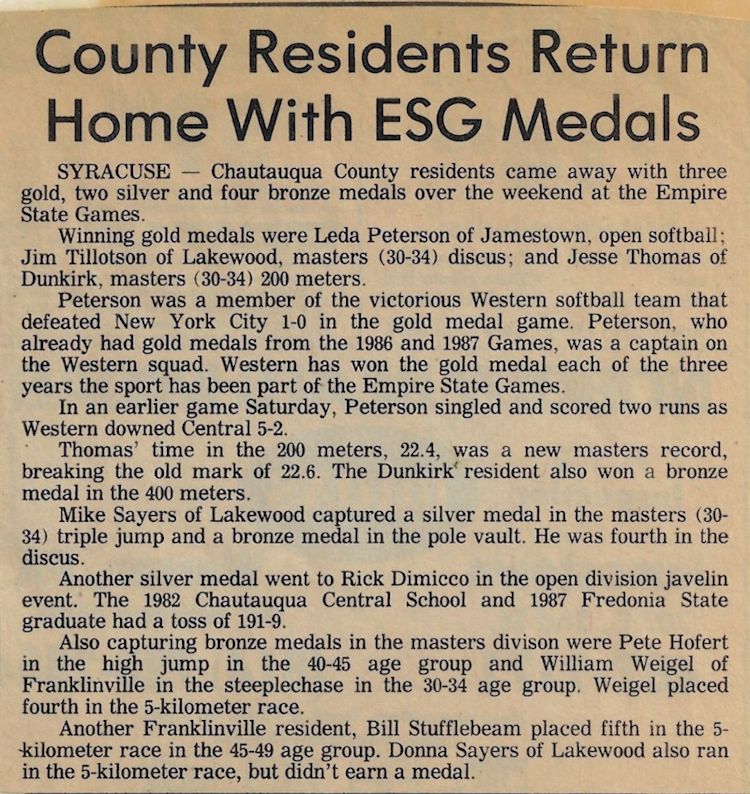 County Residents Return
Home With ESG Medals
SYRACUSE — Chautauqua County residents came away with three
gold, two silver and four bronze medals over the weekend at the Empire
State Games.
Winning gold medals were Leda Peterson of Jamestown, open softball;
Jim Tillotson of Lakewood, masters (30-34) discus; and Jesse Thomas of
Dunkirk, masters (30-34) 200 meters.
Peterson was a member of the victorious Western softball team that
defeated New York City 1-0 in the gold medal game. Peterson, who
already had gold medals from the 1986 and 1987 Games, was a captain on
the Western squad. Western has won the gold medal each of the three
years the sport has been part of the Empire State Games.
In an earlier game Saturday, Peterson singled and scored two runs as
Western downed Central 5-2.
Thomas' time in the 200 meters, 22.4, was a new masters record,
breaking the old mark of 22.6. The Dunkirk resident also won a bronze
medal in the 400 meters.
Mike Sayers of Lakewood captured a silver medal in the masters (30-
34) triple jump and a bronze medal in the pole vault. He was fourth in the
discus.
Another silver medal went to Rick Dimicco in the open division javelin
event. The 1982 Chautauqua Central School and 1987 Fredonia State
graduate had a toss of 191-9.
Also capturing bronze medals in the masters divison were Pete Hofert
in the high jump in the 40-45 age group and William Weigel of
Franklinville in the steeplechase in the 30-34 age group. Weigel placed
fourth in the 5-kilometer race.
Another Franklinville resident, Bill Stufflebeam placed fifth in the 5-
kilometer race in the 45-49 age group. Donna Sayers of Lakewood also ran
in the 5-kilometer race, but didn't earn a medal.